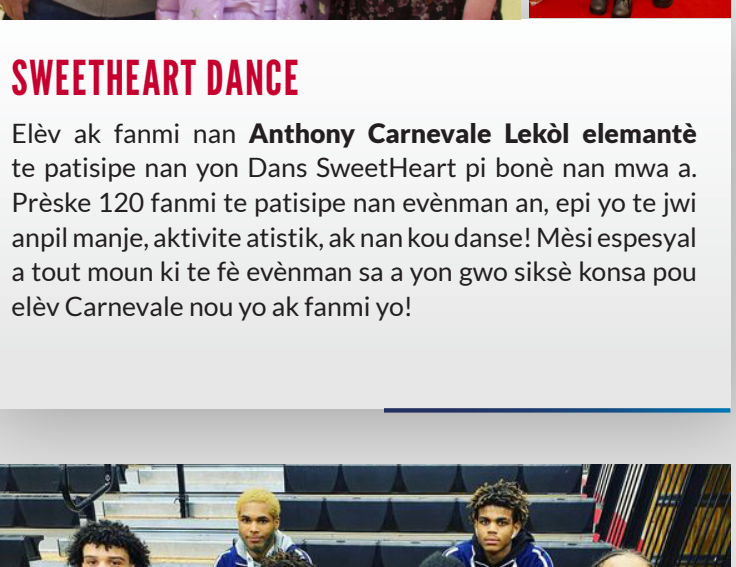 SWEETHEART DANCE
Elèv ak fanmi nan Anthony Carnevale Lekòl elemantè
te patisipe nan yon Dans SweetHeart pi bonè nan mwa a.
Prèske 120 fanmi te patisipe nan evènman an, epi yo te jwi
anpil manje, aktivite atistik, ak nan kou danse! Mèsi espesyal
a tout moun ki te fè evènman sa a yon gwo siksè konsa pou
elèv Carnevale nou yo ak fanmi yo!